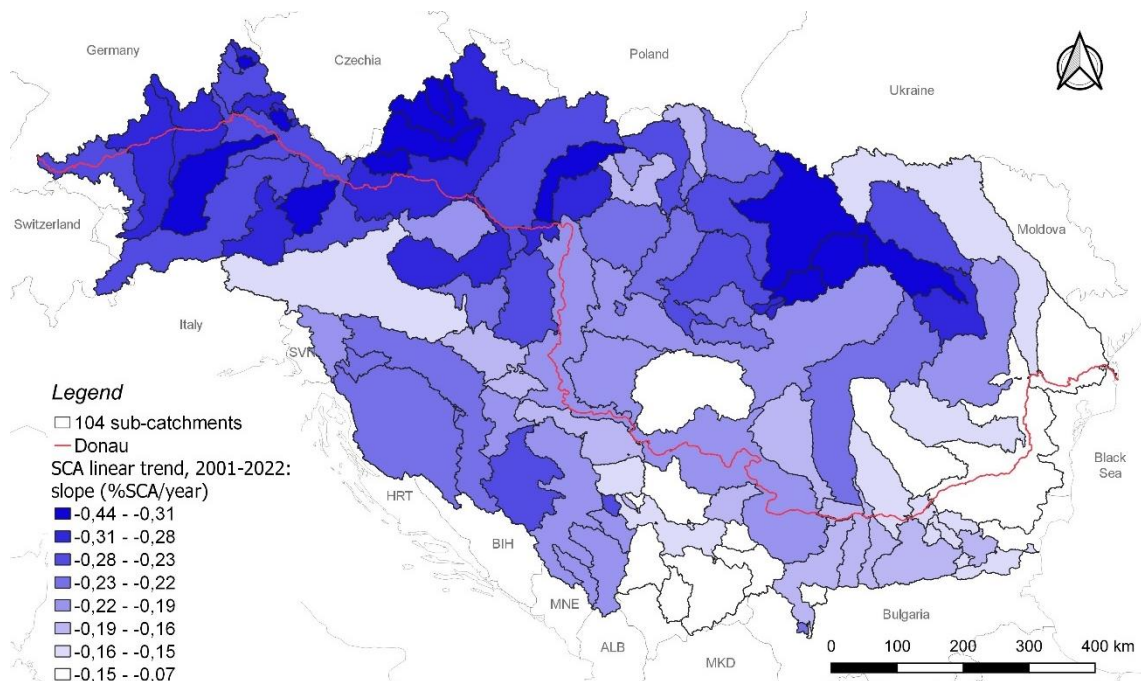 Germany
Czechia
Poland
Ukraine
Switzerland
Moldova
Italy
SVN
Legend
104 sub-catchments
Donau
SCA linear trend, 2001-2022:
slope (%SCA/year)
-0,44 - -0,31
-0,31 - -0,28
-0,28 - -0,23
-0,23 - -0,22
-0,22 - -0,19
-0,19 - -0,16
-0,16 - -0,15
-0,15 - -0,07
HRT
BIH
MNE
ALB
MKD
Bulgaria
Black
Sea
0 100 200 300 400 km